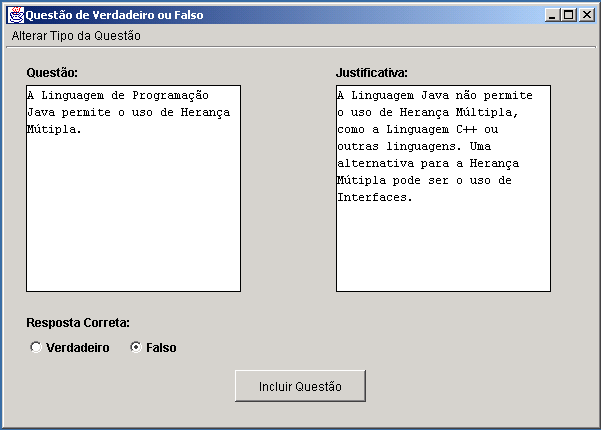 Questão de Verdadeiro ou Falso
Alterar Tipo da Questão
Questão:
A Linguagem de Programação
Java permite o uso de Herança
Mútipla.
Justificativa:
A Linguagem Java não permite
o uso de Herança Múltipla,
como a Linguagem C++ ou
outras linguagens. Uma
alternativa para a Herança
Mútipla pode ser o uso de
Interfaces.
Resposta Correta:
Verdadeiro Falso
Incluir Questão